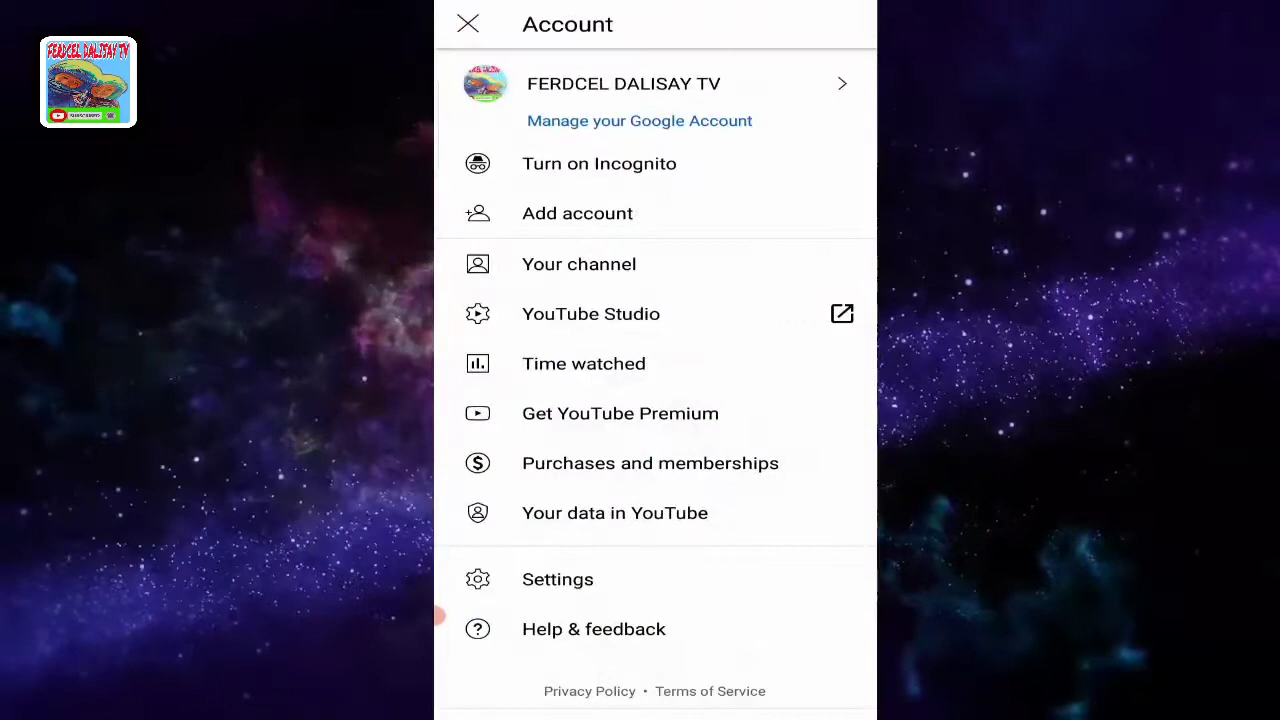 FERDCEL DALISAY TV
SUBSCRIBED
Account
FERDCEL DALISAY TV
Manage your Google Account
Turn on Incognito
Add account
Your channel
YouTube Studio
Time watched
Get YouTube Premium
Purchases and memberships
Your data in YouTube
Settings
Help & feedback
Privacy Policy • Terms of Service